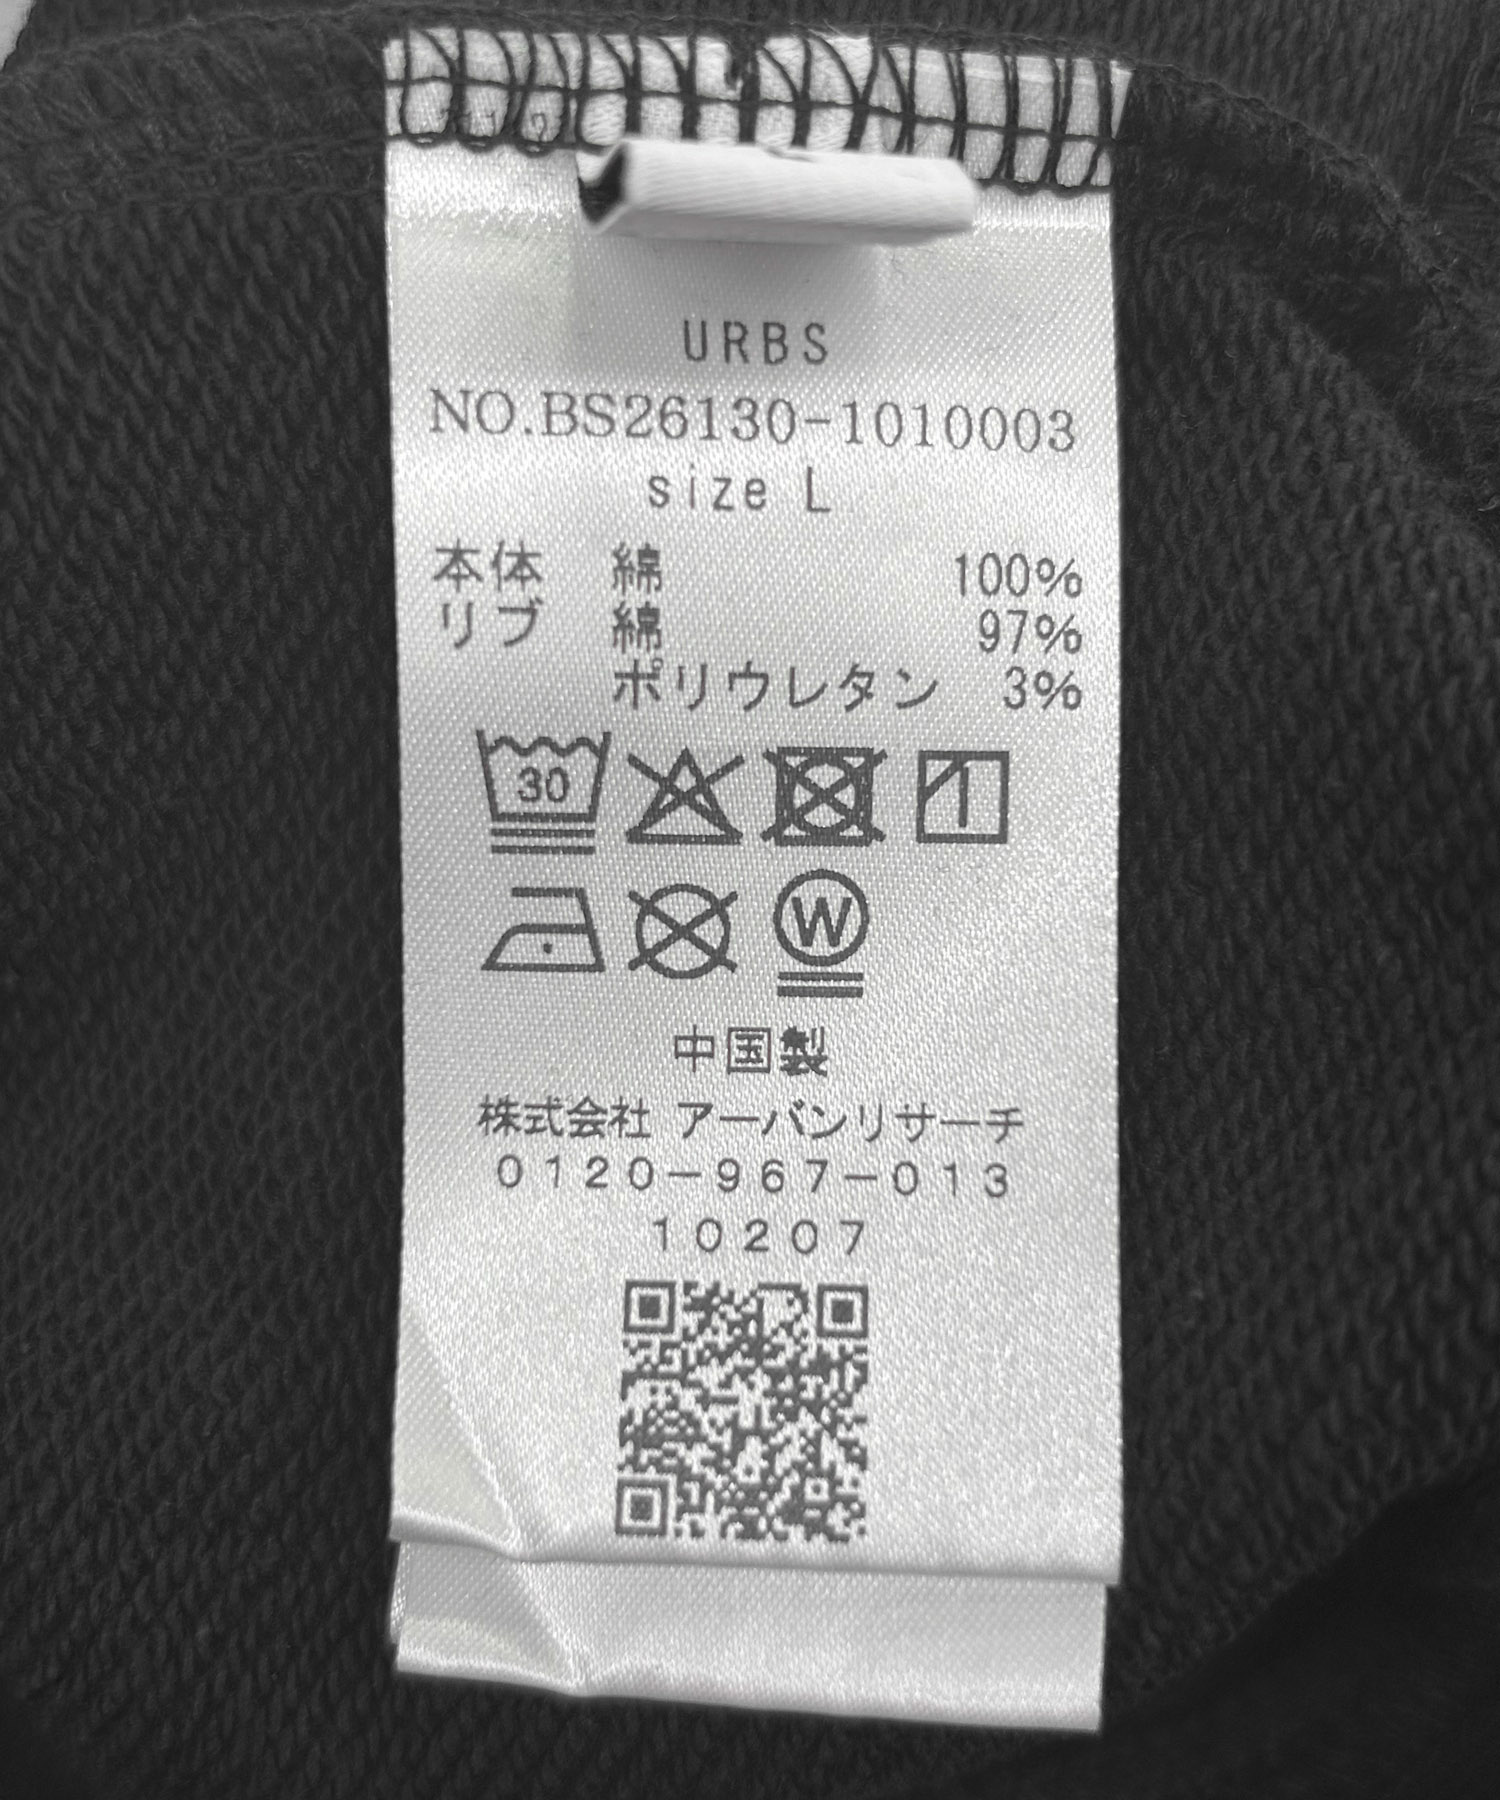 URBS
NO.BS26130-1010003
size L
本体 綿 100%
リブ 綿 97%
ポリウレタン 3%
30
W
中国製
株式会社 アーバンリサーチ
0120-967-013
10207